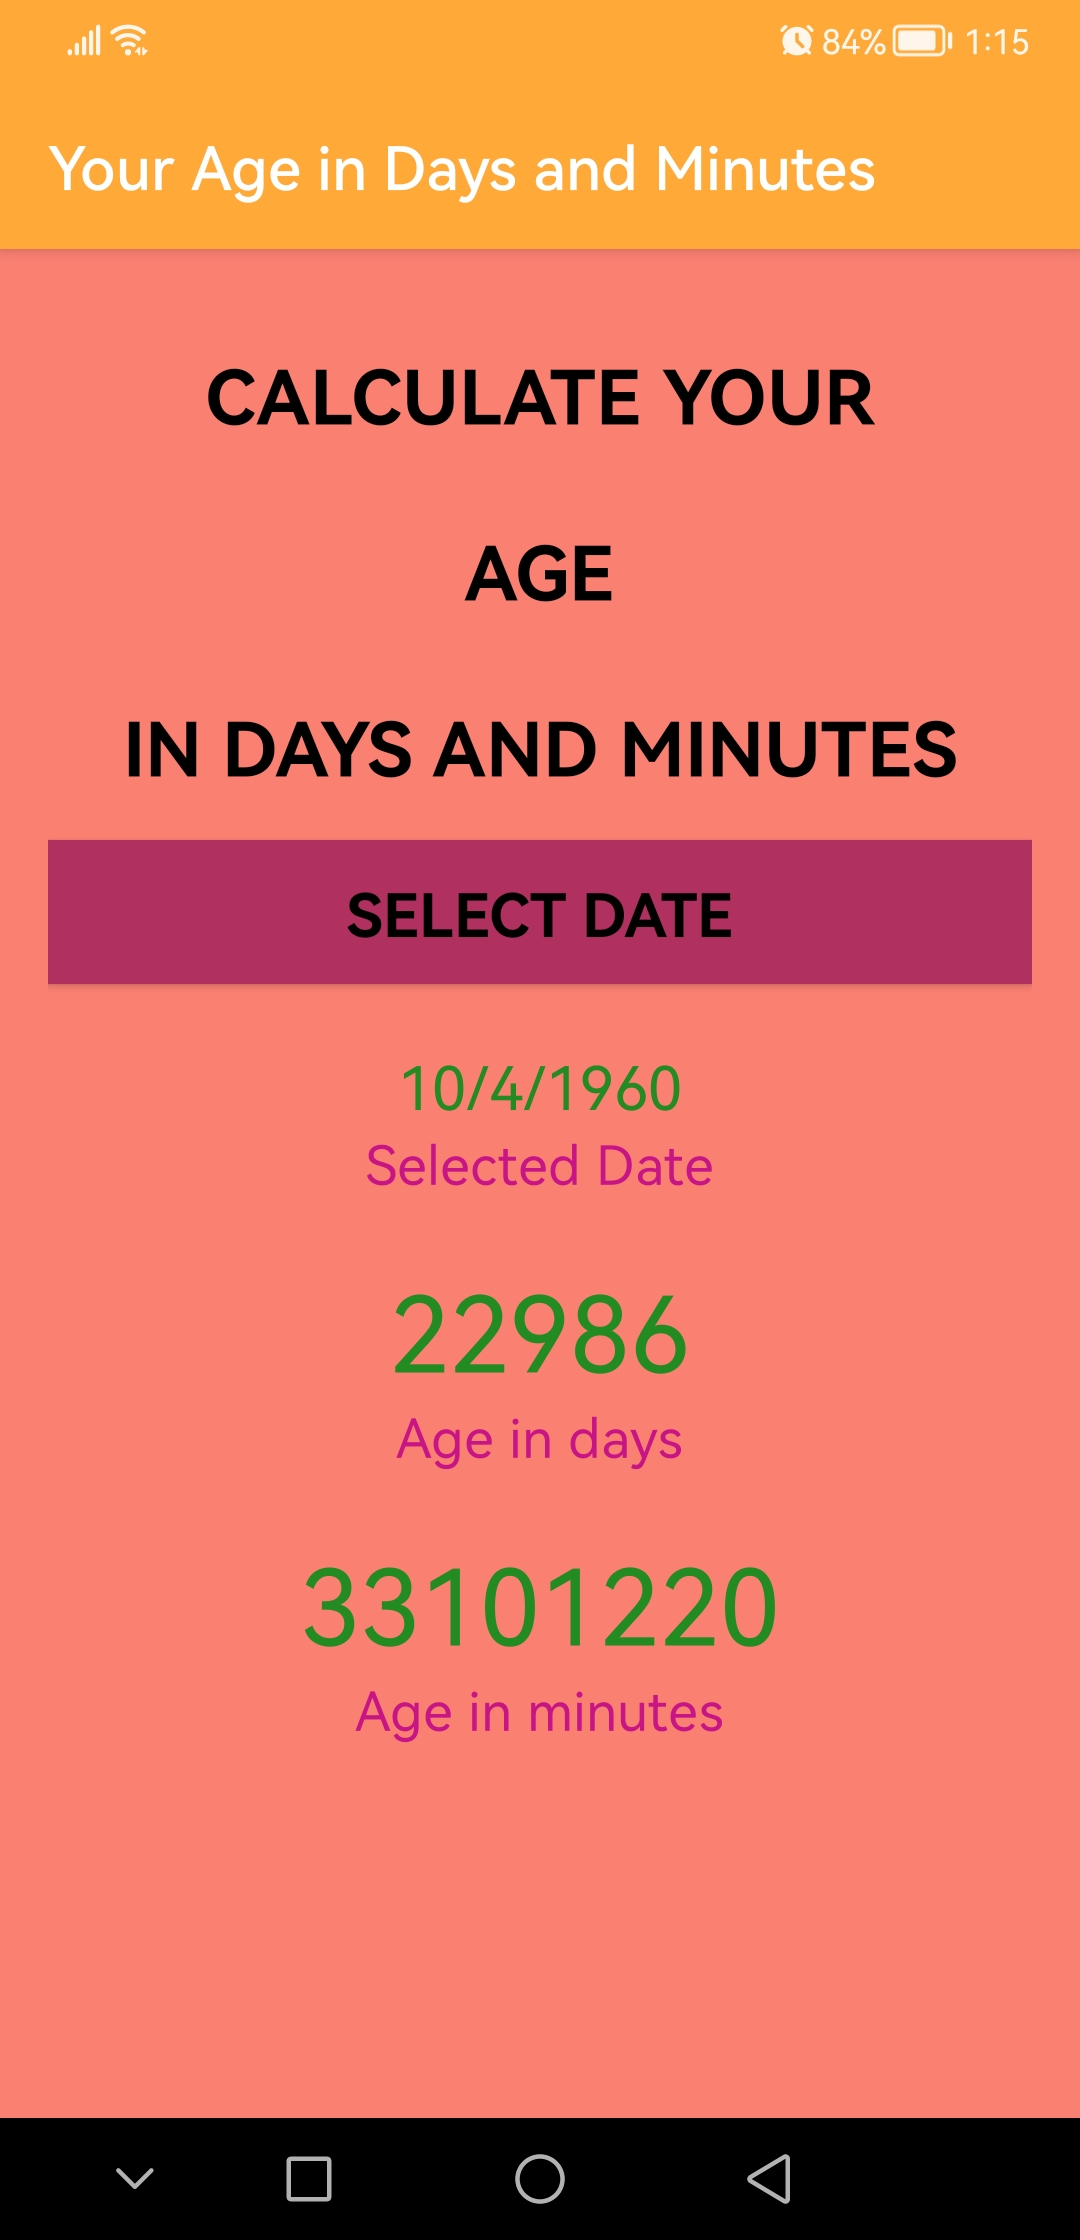 84% 1:15
Your Age in Days and Minutes
CALCULATE YOUR
AGE
IN DAYS AND MINUTES
SELECT DATE
10/4/1960
Selected Date
22986
Age in days
33101220
Age in minutes